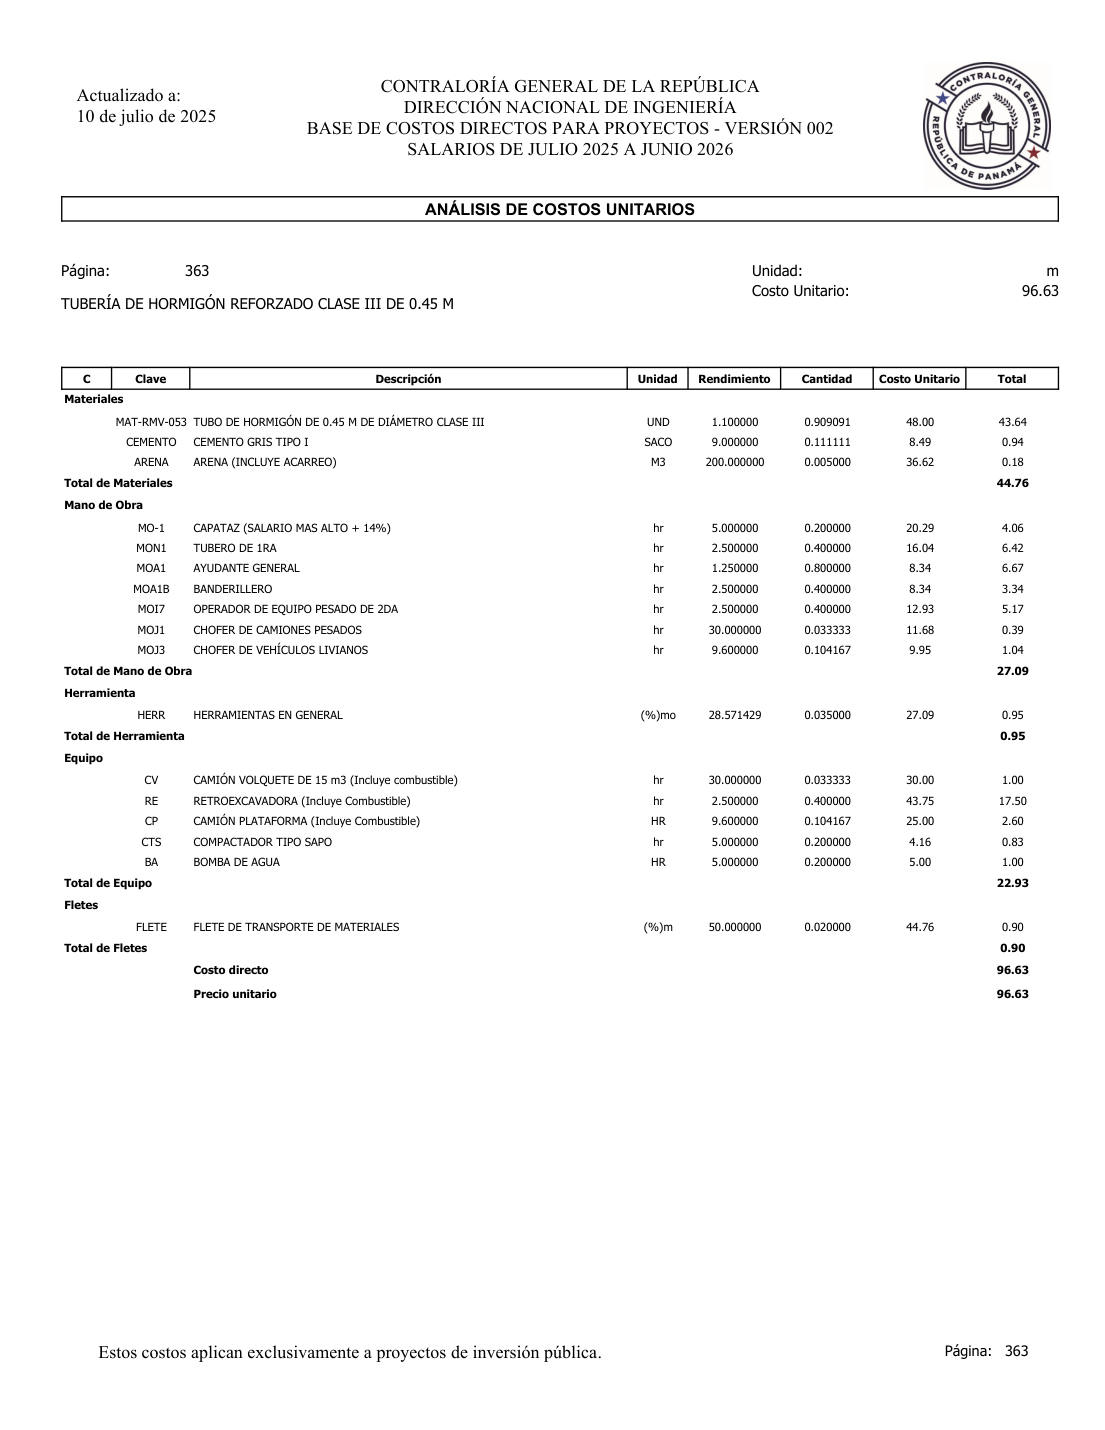 Actualizado a:
10 de julio de 2025
CONTRALORÍA GENERAL DE LA REPÚBLICA
DIRECCIÓN NACIONAL DE INGENIERÍA
BASE DE COSTOS DIRECTOS PARA PROYECTOS - VERSIÓN 002
SALARIOS DE JULIO 2025 A JUNIO 2026
CONTRALORÍA GENERAL
REPÚBLICA DE PANAMÁ
ANÁLISIS DE COSTOS UNITARIOS
Página: 363
Unidad: m
Costo Unitario: 96.63
TUBERÍA DE HORMIGÓN REFORZADO CLASE III DE 0.45 M
C Clave Descripción Unidad Rendimiento Cantidad Costo Unitario Total
Materiales
MAT-RMV-053 TUBO DE HORMIGÓN DE 0.45 M DE DIÁMETRO CLASE III UND 1.100000 0.909091 48.00 43.64
CEMENTO CEMENTO GRIS TIPO I SACO 9.000000 0.111111 8.49 0.94
ARENA ARENA (INCLUYE ACARREO) M3 200.000000 0.005000 36.62 0.18
Total de Materiales 44.76
Mano de Obra
MO-1 CAPATAZ (SALARIO MAS ALTO + 14%) hr 5.000000 0.200000 20.29 4.06
MON1 TUBERO DE 1RA hr 2.500000 0.400000 16.04 6.42
MOA1 AYUDANTE GENERAL hr 1.250000 0.800000 8.34 6.67
MOA1B BANDERILLERO hr 2.500000 0.400000 8.34 3.34
MOI7 OPERADOR DE EQUIPO PESADO DE 2DA hr 2.500000 0.400000 12.93 5.17
MOJ1 CHOFER DE CAMIONES PESADOS hr 30.000000 0.033333 11.68 0.39
MOJ3 CHOFER DE VEHÍCULOS LIVIANOS hr 9.600000 0.104167 9.95 1.04
Total de Mano de Obra 27.09
Herramienta
HERR HERRAMIENTAS EN GENERAL (%)mo 28.571429 0.035000 27.09 0.95
Total de Herramienta 0.95
Equipo
CV CAMIÓN VOLQUETE DE 15 m3 (Incluye combustible) hr 30.000000 0.033333 30.00 1.00
RE RETROEXCAVADORA (Incluye Combustible) hr 2.500000 0.400000 43.75 17.50
CP CAMIÓN PLATAFORMA (Incluye Combustible) HR 9.600000 0.104167 25.00 2.60
CTS COMPACTADOR TIPO SAPO hr 5.000000 0.200000 4.16 0.83
BA BOMBA DE AGUA HR 5.000000 0.200000 5.00 1.00
Total de Equipo 22.93
Fletes
FLETE FLETE DE TRANSPORTE DE MATERIALES (%)m 50.000000 0.020000 44.76 0.90
Total de Fletes 0.90
Costo directo 96.63
Precio unitario 96.63
Estos costos aplican exclusivamente a proyectos de inversión pública.
Página: 363